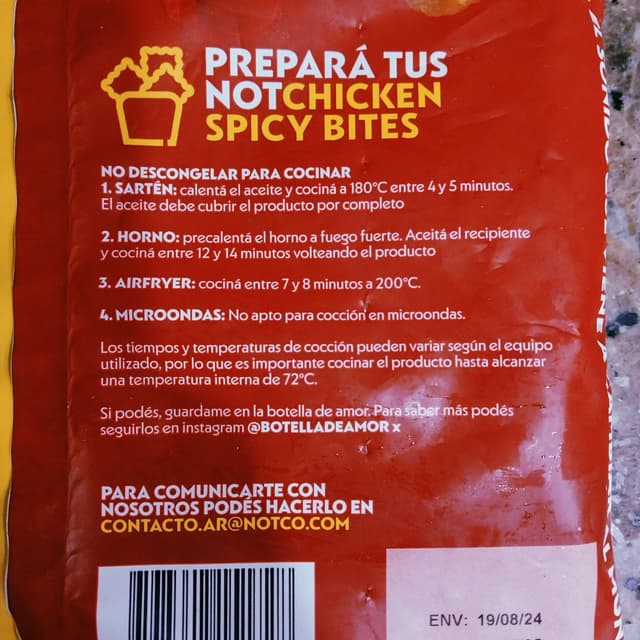 PREPARÁ TUS
NOTCHICKEN
SPICY BITES
NO DESCONGELAR PARA COCINAR
1. SARTÉN: calentá el aceite y cociná a 180°C entre 4 y 5 minutos.
El aceite debe cubrir el producto por completo
2. HORNO: precalentá el horno a fuego fuerte. Aceitá el recipiente
y cociná entre 12 y 14 minutos volteando el producto
3. AIRFRYER: cociná entre 7 y 8 minutos a 200°C.
4. MICROONDAS: No apto para cocción en microondas.
Los tiempos y temperaturas de cocción pueden variar según el equipo
utilizado, por lo que es importante cocinar el producto hasta alcanzar
una temperatura interna de 72°C.
Si podés, guardame en la botella de amor. Para saber más podés
seguirlos en instagram @BOTELLADEAMOR x
PARA COMUNICARTE CON
NOSOTROS PODÉS HACERLO EN
CONTACTO.AR@NOTCO.COM
ENV: 19/08/24